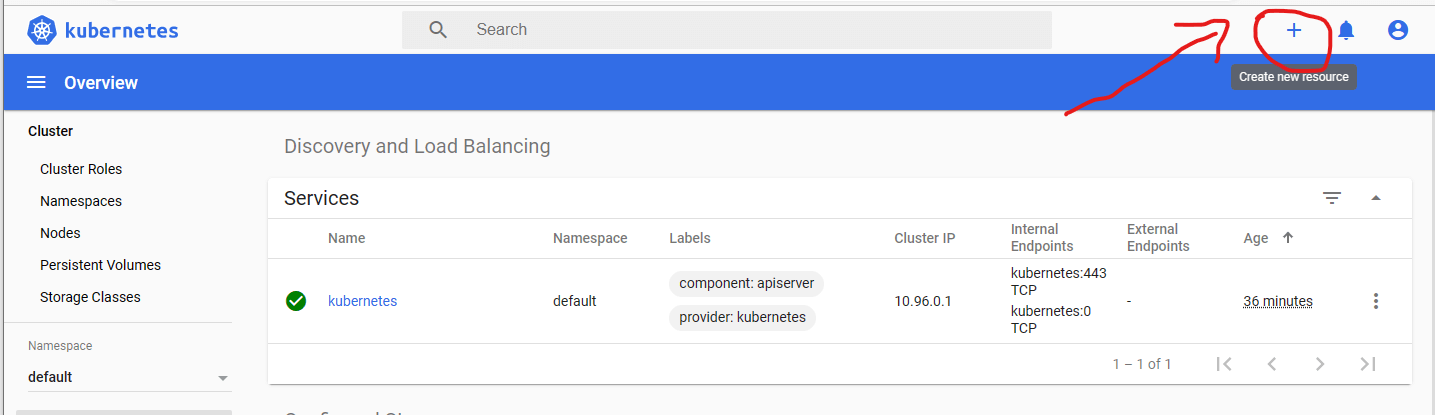 kubernetes
Search
Create new resource
Overview
Cluster
Cluster Roles
Namespaces
Nodes
Persistent Volumes
Storage Classes
Namespace
default
Discovery and Load Balancing
Services
Name Namespace Labels Cluster IP Internal Endpoints External Endpoints Age
kubernetes default component: apiserver provider: kubernetes 10.96.0.1 kubernetes:443 TCP kubernetes:0 TCP - 36 minutes
1 – 1 of 1